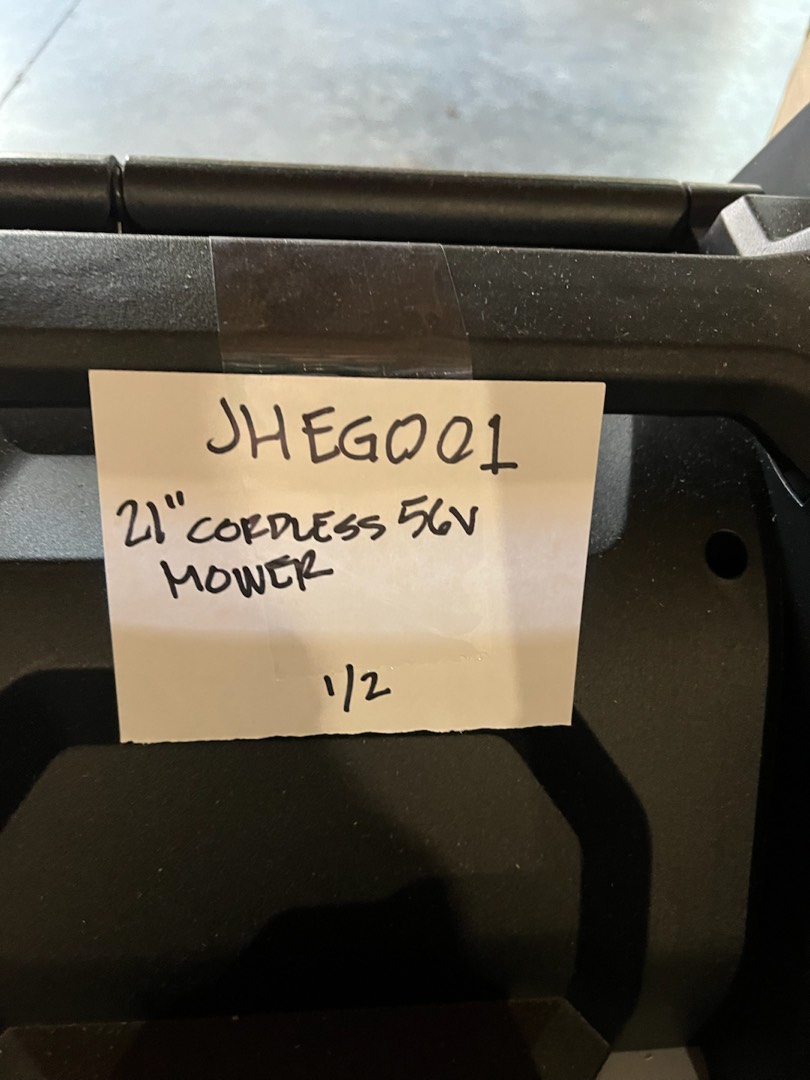 JHEG001
21" CORDLESS 56V
MOWER
1/2